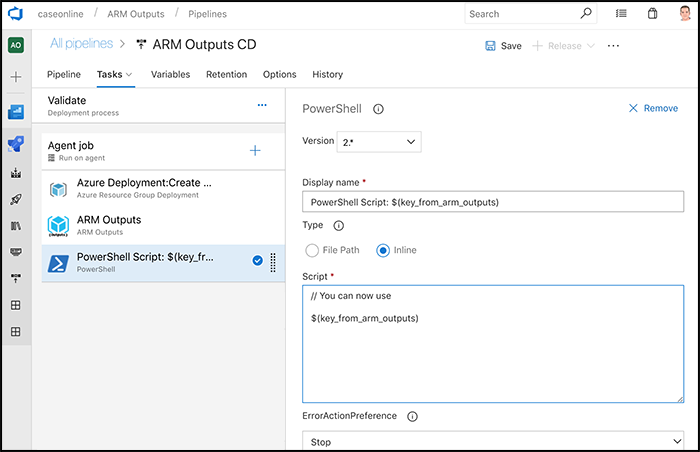 caseonline / ARM Outputs / Pipelines
Search
AO
All pipelines > ARM Outputs CD
Save
+ Release
...
Pipeline Tasks Variables Retention Options History
Validate
Deployment process
...
Agent job
Run on agent
+
Azure Deployment:Create ...
Azure Resource Group Deployment
{Outputs}
ARM Outputs
ARM Outputs
PowerShell Script: $(key_fr...
PowerShell
PowerShell
Remove
Version 2.*
Display name *
PowerShell Script: $(key_from_arm_outputs)
Type
File Path Inline
Script *
// You can now use
$(key_from_arm_outputs)
ErrorActionPreference
Stop